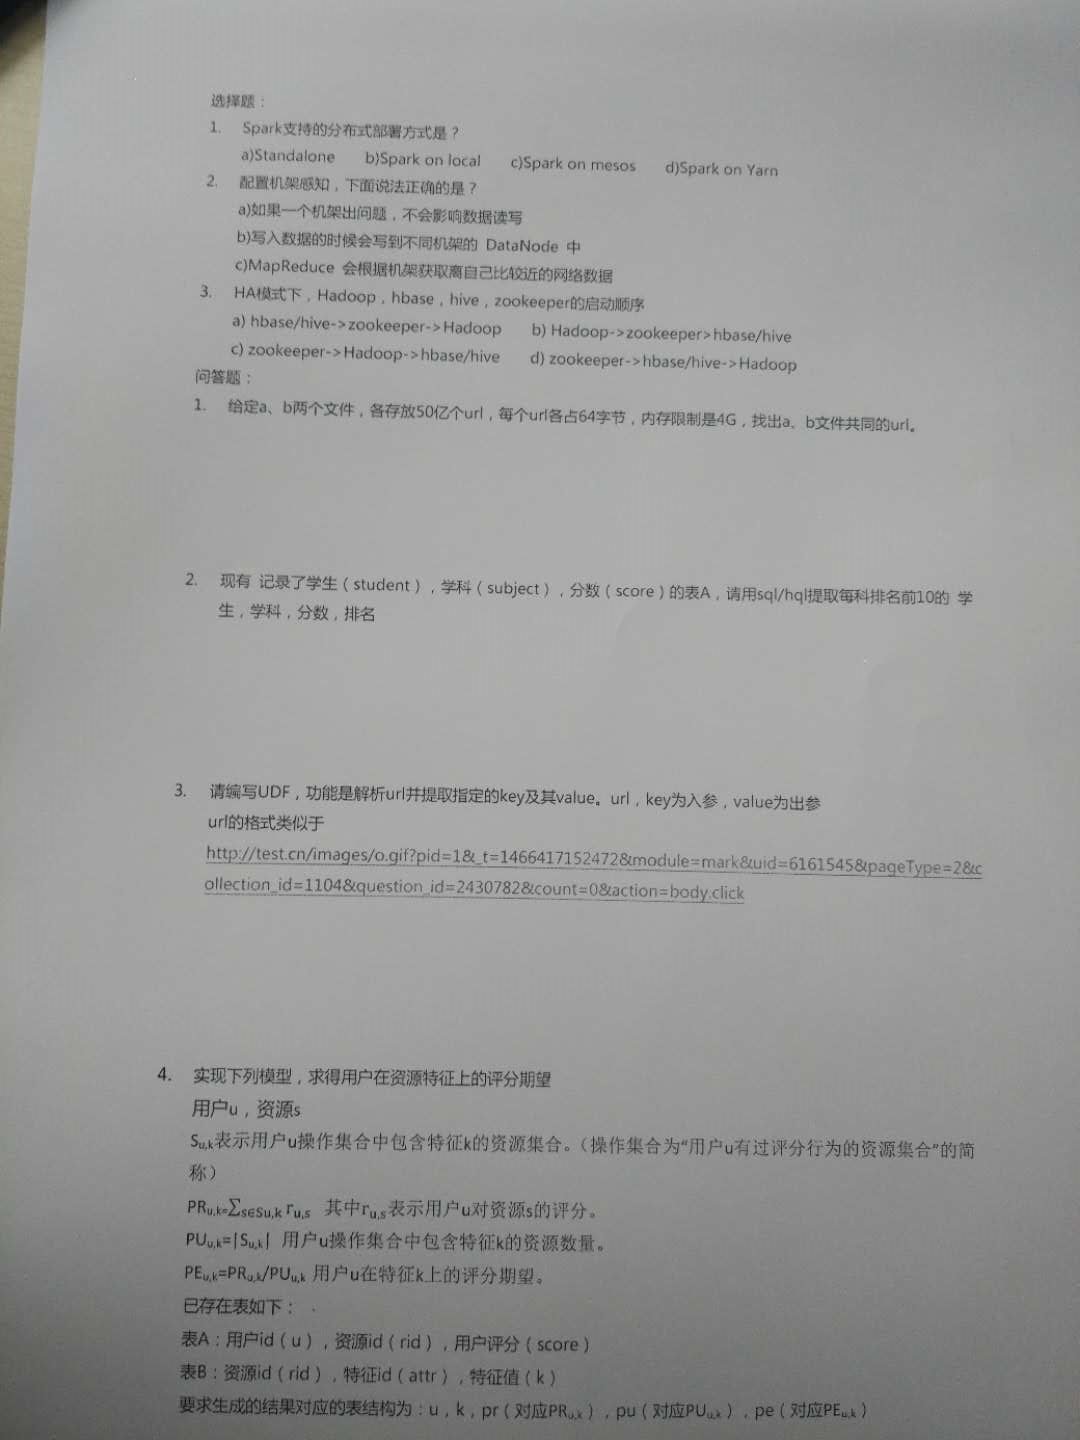 选择题：
1. Spark支持的分布式部署方式是？
a)Standalone b)Spark on local c)Spark on mesos d)Spark on Yarn
2. 配置机架感知，下面说法正确的是？
a)如果一个机架出问题，不会影响数据读写
b)写入数据的时候会写到不同机架的 DataNode 中
c)MapReduce 会根据机架获取离自己比较近的网络数据
3. HA模式下，Hadoop，hbase，hive，zookeeper的启动顺序
a) hbase/hive->zookeeper->Hadoop b) Hadoop->zookeeper>hbase/hive
c) zookeeper->Hadoop->hbase/hive d) zookeeper->hbase/hive->Hadoop
问答题：
1. 给定a、b两个文件，各存放50亿个url，每个url各占64字节，内存限制是4G，找出a、b文件共同的url。
2. 现有 记录了学生（student），学科（subject），分数（score）的表A，请用sql/hql提取每科排名前10的 学
生，学科，分数，排名
3. 请编写UDF，功能是解析url并提取指定的key及其value。url，key为入参，value为出参
url的格式类似于
http://test.cn/images/o.gif?pid=1&_t=1466417152472&module=mark&uid=6161545&pageType=2&c
ollection_id=1104&question_id=2430782&count=0&action=body.click
4. 实现下列模型，求得用户在资源特征上的评分期望
用户u，资源s
Su,k表示用户u操作集合中包含特征k的资源集合。（操作集合为“用户u有过评分行为的资源集合”的简
称）
PRu,k=∑s∈Su,k ru,s 其中ru,s表示用户u对资源s的评分。
PUu,k=|Su,k| 用户u操作集合中包含特征k的资源数量。
PEu,k=PRu,k/PUu,k 用户u在特征k上的评分期望。
已存在表如下：
表A：用户id（u），资源id（rid），用户评分（score）
表B：资源id（rid），特征id（attr），特征值（k）
要求生成的结果对应的表结构为：u，k，pr（对应PRu,k），pu（对应PUu,k），pe（对应PEu,k）